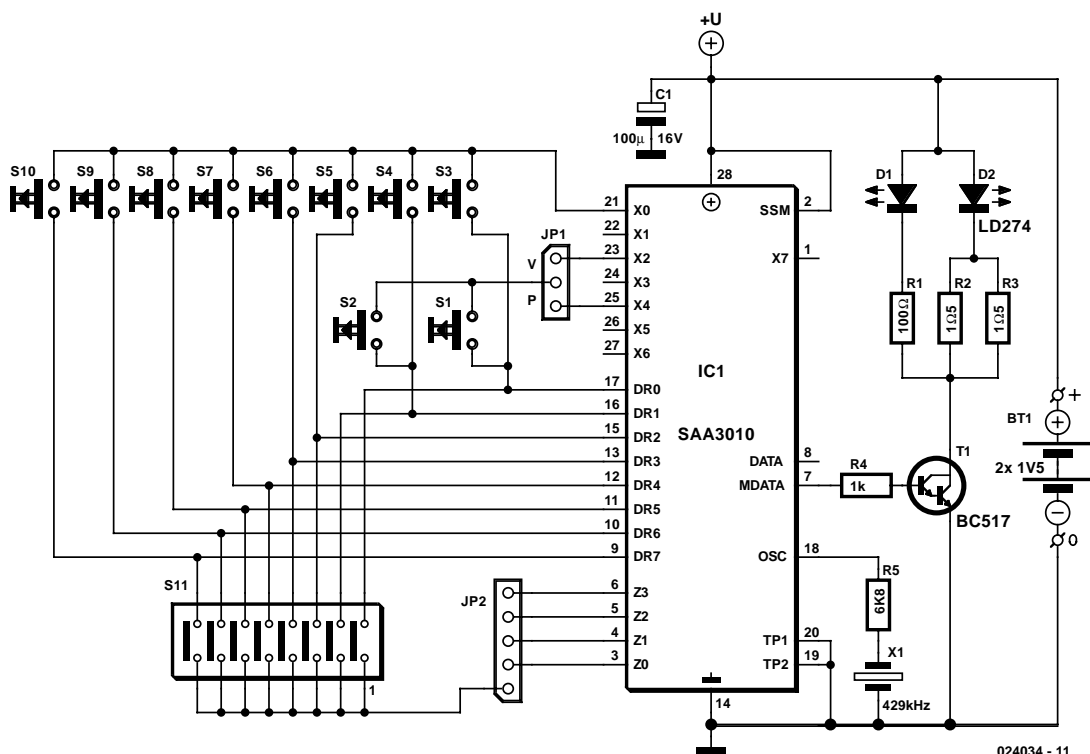 +U
C1
100µ 16V
S10 S9 S8 S7 S6 S5 S4 S3
D1 D2
LD274
28
21 X0
SSM 2
22 X1
JP1
V
23 X2
X7 1
24 X3
P
25 X4
S2 S1
26 X5
27 X6
R1 R2 R3
100Ω 1Ω5 1Ω5
IC1
SAA3010
17 DR0
16 DR1
15 DR2
13 DR3
12 DR4
11 DR5
10 DR6
9 DR7
DATA 8
MDATA 7
R4
1k
T1
BC517
+
BT1
2x 1V5
0
OSC 18
R5
6K8
S11
1
JP2
6 Z3
5 Z2
4 Z1
3 Z0
TP1 20
TP2 19
X1
429kHz
14
024034 - 11